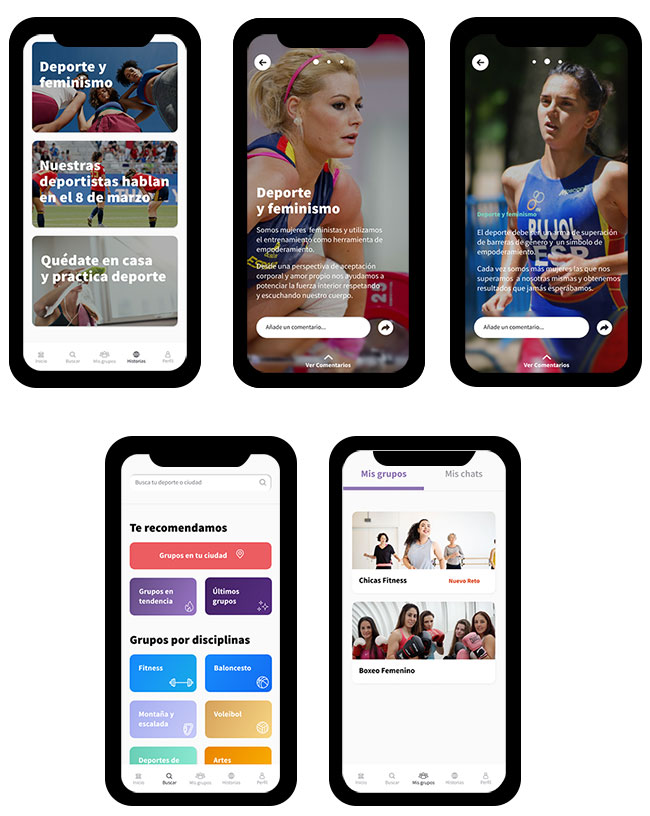 Deporte y
feminismo
Nuestras
deportistas hablan
en el 8 de marzo
Quédate en casa
y practica deporte
Inicio
Buscar
Mis grupos
Historias
Perfil
Deporte
y feminismo
Somos mujeres feministas y utilizamos
el entrenamiento como herramienta de
empoderamiento.
Desde una perspectiva de aceptación
corporal y amor propio nos ayudamos a
potenciar la fuerza interior respetando
y escuchando nuestro cuerpo.
Añade un comentario...
Ver Comentarios
Deporte y feminismo
El deporte debe ser un arma de superación
de barreras de género y un símbolo de
empoderamiento.
Cada vez somos más mujeres las que nos
superamos a nosotras mismas y obtenemos
resultados que jamás esperábamos.
PUJOL
ESP
Añade un comentario...
Ver Comentarios
Busca tu deporte o ciudad
Te recomendamos
Grupos en tu ciudad
Grupos en
tendencia
Últimos
grupos
Grupos por disciplinas
Fitness
Baloncesto
Montaña y
escalada
Voleibol
Deportes de
Artes
Inicio
Buscar
Mis grupos
Historias
Perfil
Mis grupos
Mis chats
Chicas Fitness
Nuevo Reto
Boxeo Femenino
Inicio
Buscar
Mis grupos
Historias
Perfil